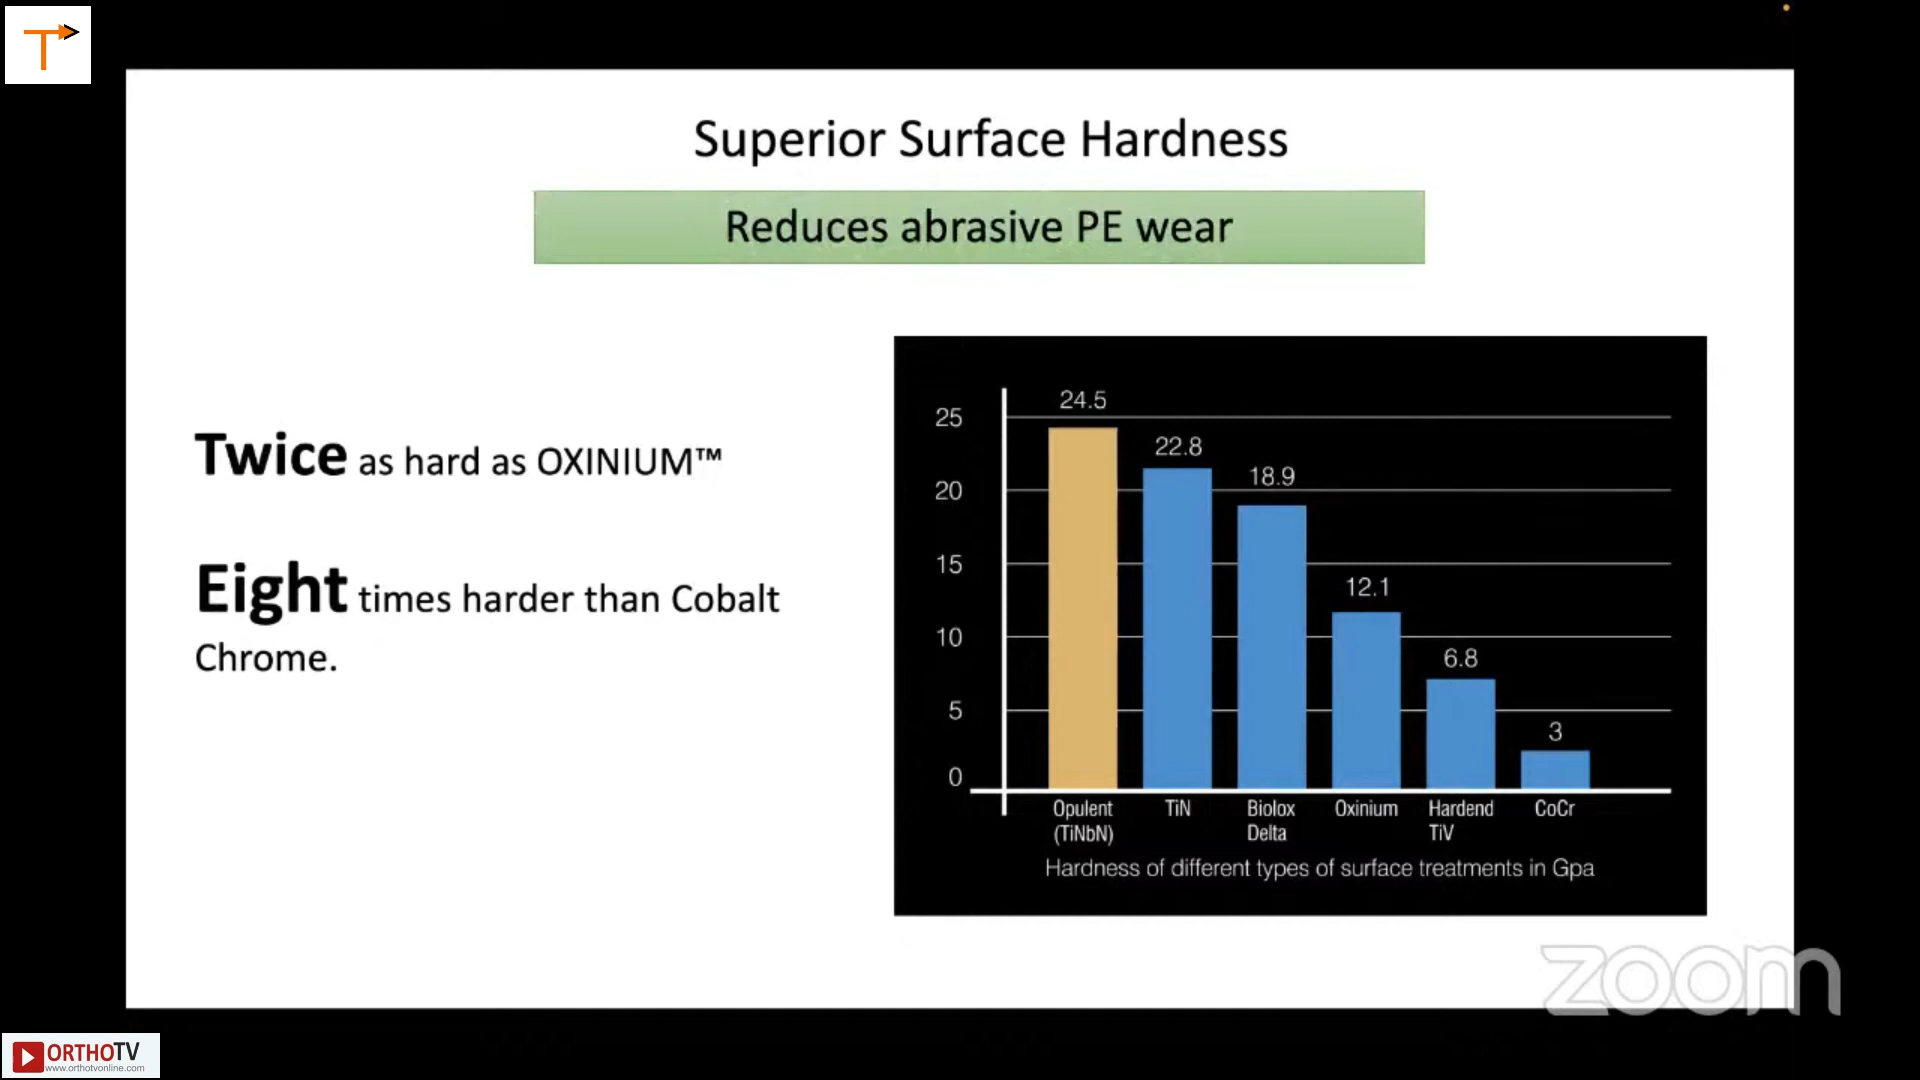 T
Superior Surface Hardness
Reduces abrasive PE wear
Twice as hard as OXINIUM™
Eight times harder than Cobalt
Chrome.
24.5
25
22.8
20
18.9
15
12.1
10
6.8
5
3
0
Opulent
(TiNbN)
TiN
Biolox
Delta
Oxinium
Hardend
TiV
CoCr
Hardness of different types of surface treatments in Gpa
zoom
ORTHOTV
www.orthotvonline.com